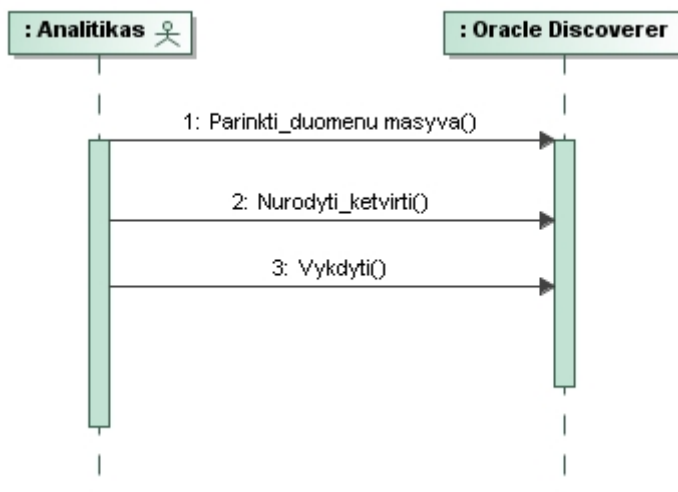 : Analitikas
: Oracle Discoverer
1: Parinkti_duomenu masyva()
2: Nurodyti_ketvirti()
3: Vykdyti()